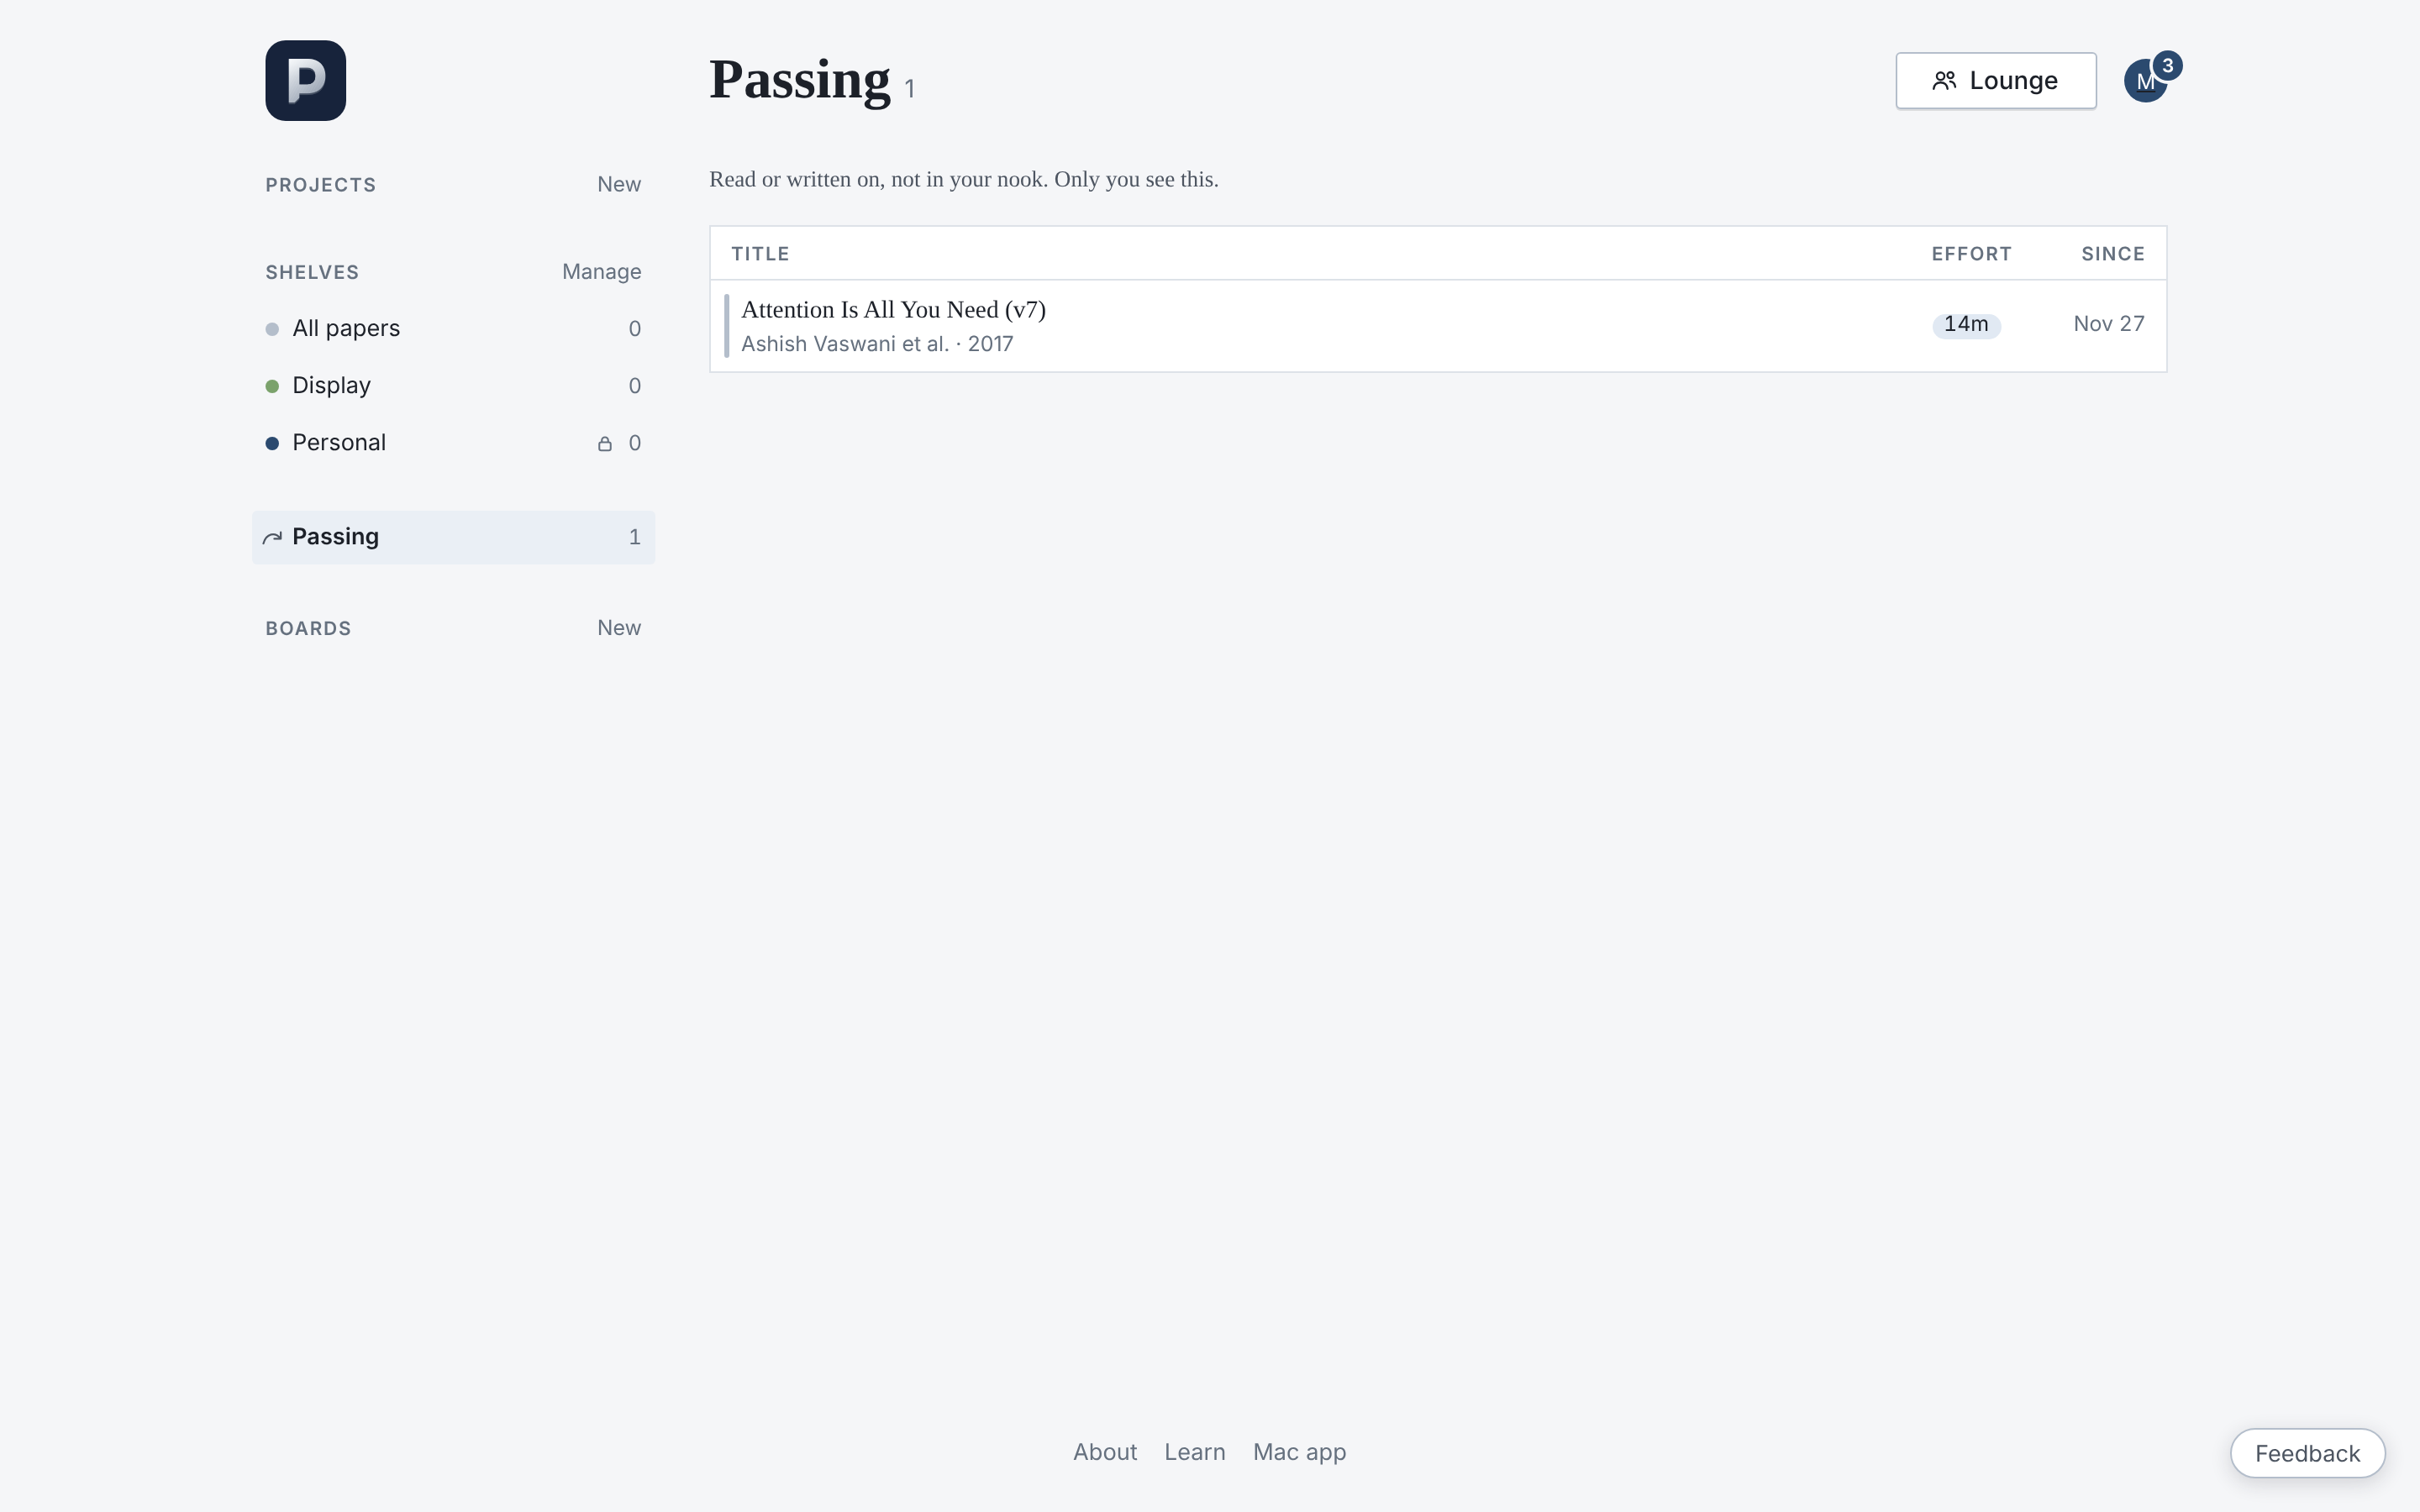 P
Passing 1
Lounge
M
3
PROJECTS New
Read or written on, not in your nook. Only you see this.
SHELVES Manage
All papers 0
Display 0
Personal 0
Passing 1
BOARDS New
TITLE EFFORT SINCE
Attention Is All You Need (v7)
Ashish Vaswani et al. · 2017
14m
Nov 27
About Learn Mac app
Feedback